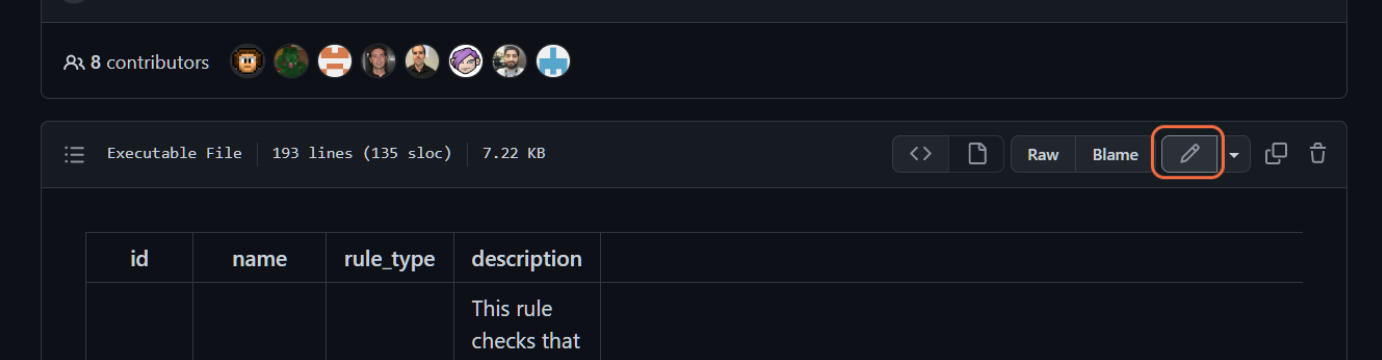 8 contributors
Executable File 193 lines (135 sloc) 7.22 KB Raw Blame
id name rule_type description
This rule
checks that